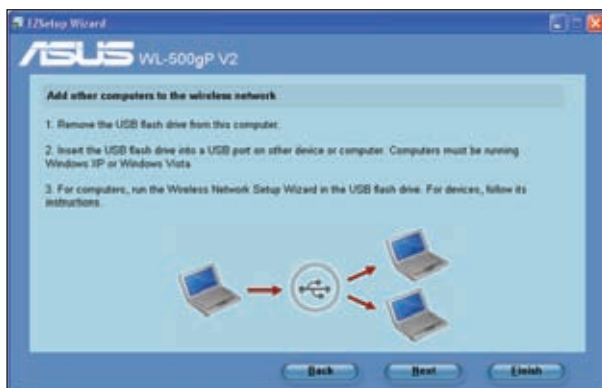 EZSetup Wizard
ASUS WL-500gP V2
Add other computers to the wireless network
1. Remove the USB flash drive from this computer.
2. Insert the USB flash drive into a USB port on other device or computer. Computers must be running
Windows XP or Windows Vista.
3. For computers, run the Wireless Network Setup Wizard in the USB flash drive. For devices, follow its
instructions.
Back Next Finish